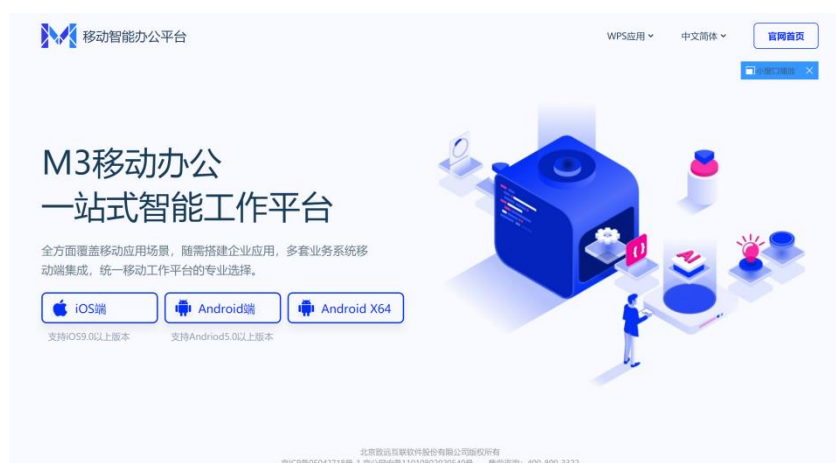 移动智能办公平台
WPS应用
中文简体
官网首页
小窗口播放
M3移动办公
一站式智能工作平台
全方面覆盖移动应用场景，随需搭建企业应用，多套业务系统移
动端集成，统一移动工作平台的专业选择。
iOS端
Android端
Android X64
支持iOS9.0以上版本
支持Andriod5.0以上版本
AI
北京致远互联软件股份有限公司版权所有